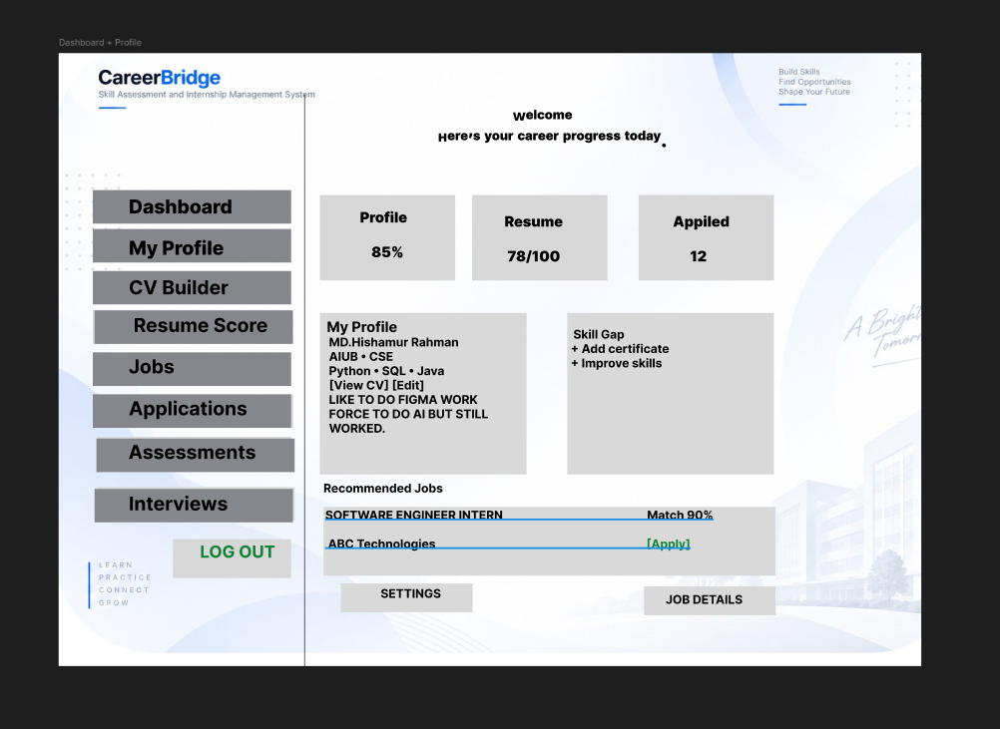 Dashboard + Profile
CareerBridge
Skill Assessment and Internship Management System
Build Skills
Find Opportunities
Shape Your Future
Welcome
Here's your career progress today.
Dashboard
My Profile
CV Builder
Resume Score
Jobs
Applications
Assessments
Interviews
LOG OUT
LEARN
PRACTICE
CONNECT
GROW
Profile
85%
Resume
78/100
Appiled
12
My Profile
MD.Hishamur Rahman
AIUB • CSE
Python • SQL • Java
[View CV] [Edit]
LIKE TO DO FIGMA WORK
FORCE TO DO AI BUT STILL
WORKED.
Skill Gap
+ Add certificate
+ Improve skills
Recommended Jobs
SOFTWARE ENGINEER INTERN Match 90%
ABC Technologies [Apply]
SETTINGS
JOB DETAILS
A Bright